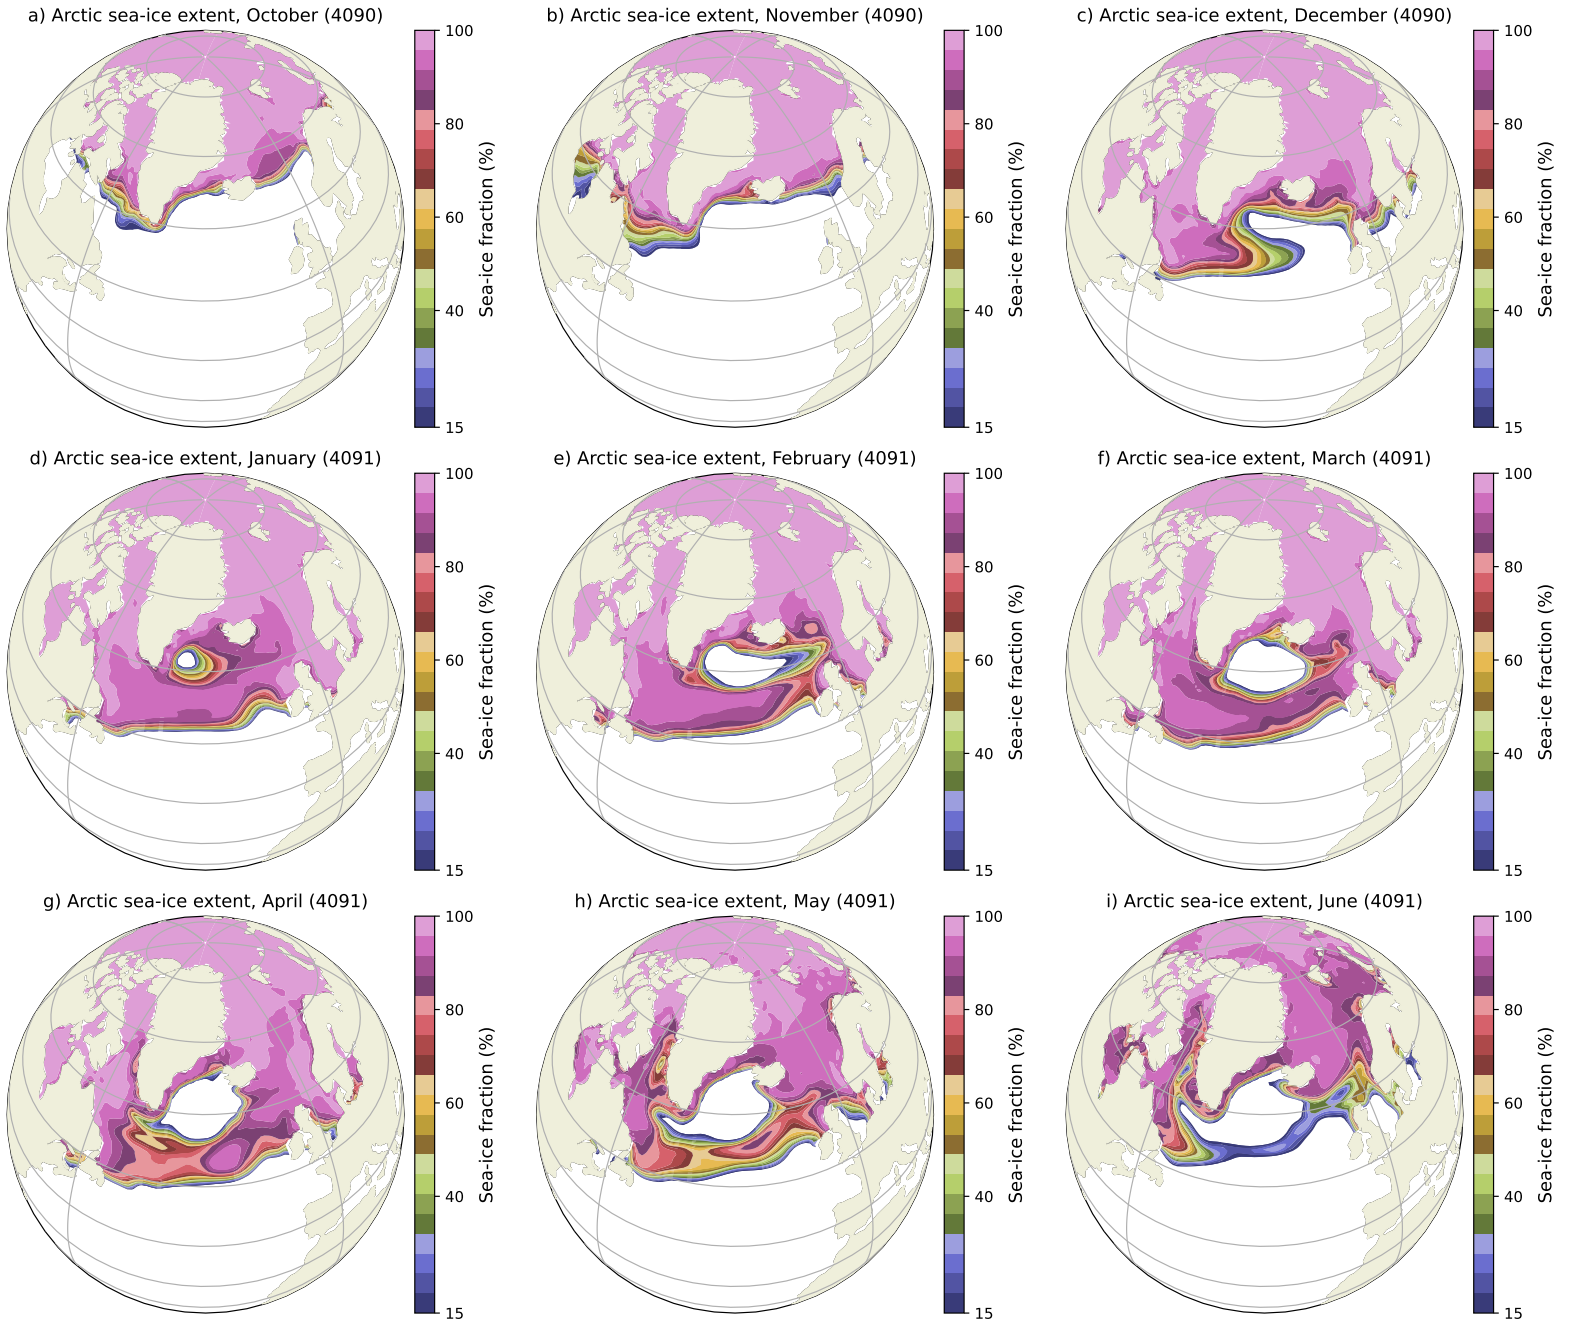 a) Arctic sea-ice extent, October (4090)
100
80
60
40
15
Sea-ice fraction (%)
b) Arctic sea-ice extent, November (4090)
100
80
60
40
15
Sea-ice fraction (%)
c) Arctic sea-ice extent, December (4090)
100
80
60
40
15
Sea-ice fraction (%)
d) Arctic sea-ice extent, January (4091)
100
80
60
40
15
Sea-ice fraction (%)
e) Arctic sea-ice extent, February (4091)
100
80
60
40
15
Sea-ice fraction (%)
f) Arctic sea-ice extent, March (4091)
100
80
60
40
15
Sea-ice fraction (%)
g) Arctic sea-ice extent, April (4091)
100
80
60
40
15
Sea-ice fraction (%)
h) Arctic sea-ice extent, May (4091)
100
80
60
40
15
Sea-ice fraction (%)
i) Arctic sea-ice extent, June (4091)
100
80
60
40
15
Sea-ice fraction (%)